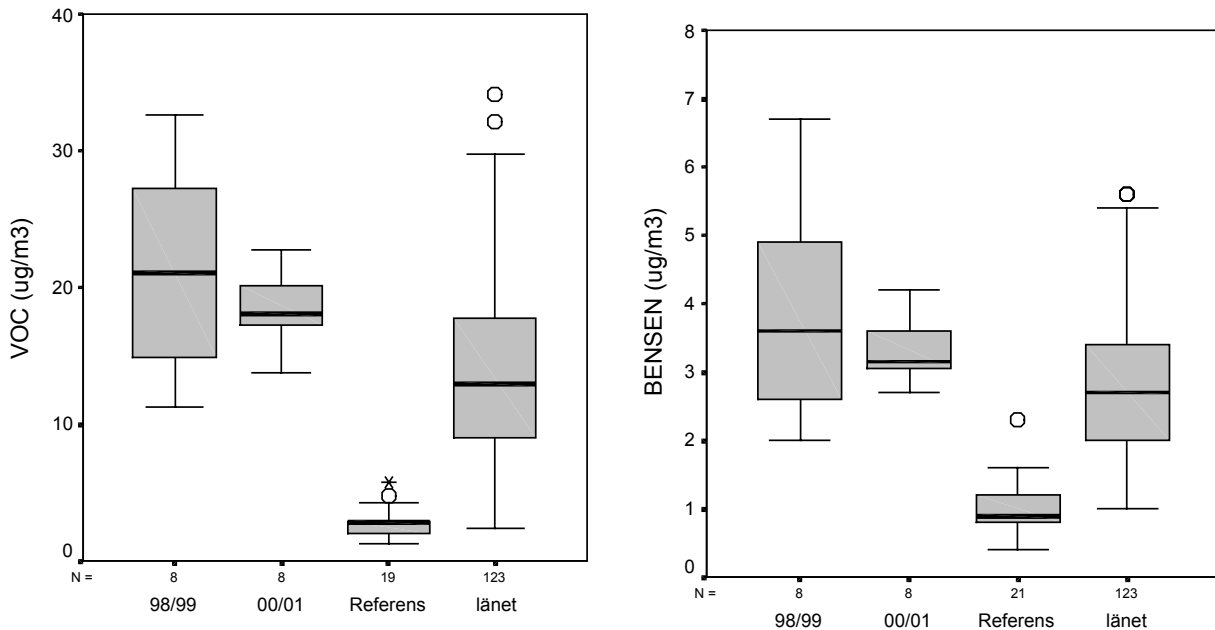 40
30
20
10
0
VOC (ug/m3)
N = 8 8 19 123
98/99 00/01 Referens länet
8
7
6
5
4
3
2
1
0
BENSEN (ug/m3)
N = 8 8 21 123
98/99 00/01 Referens länet